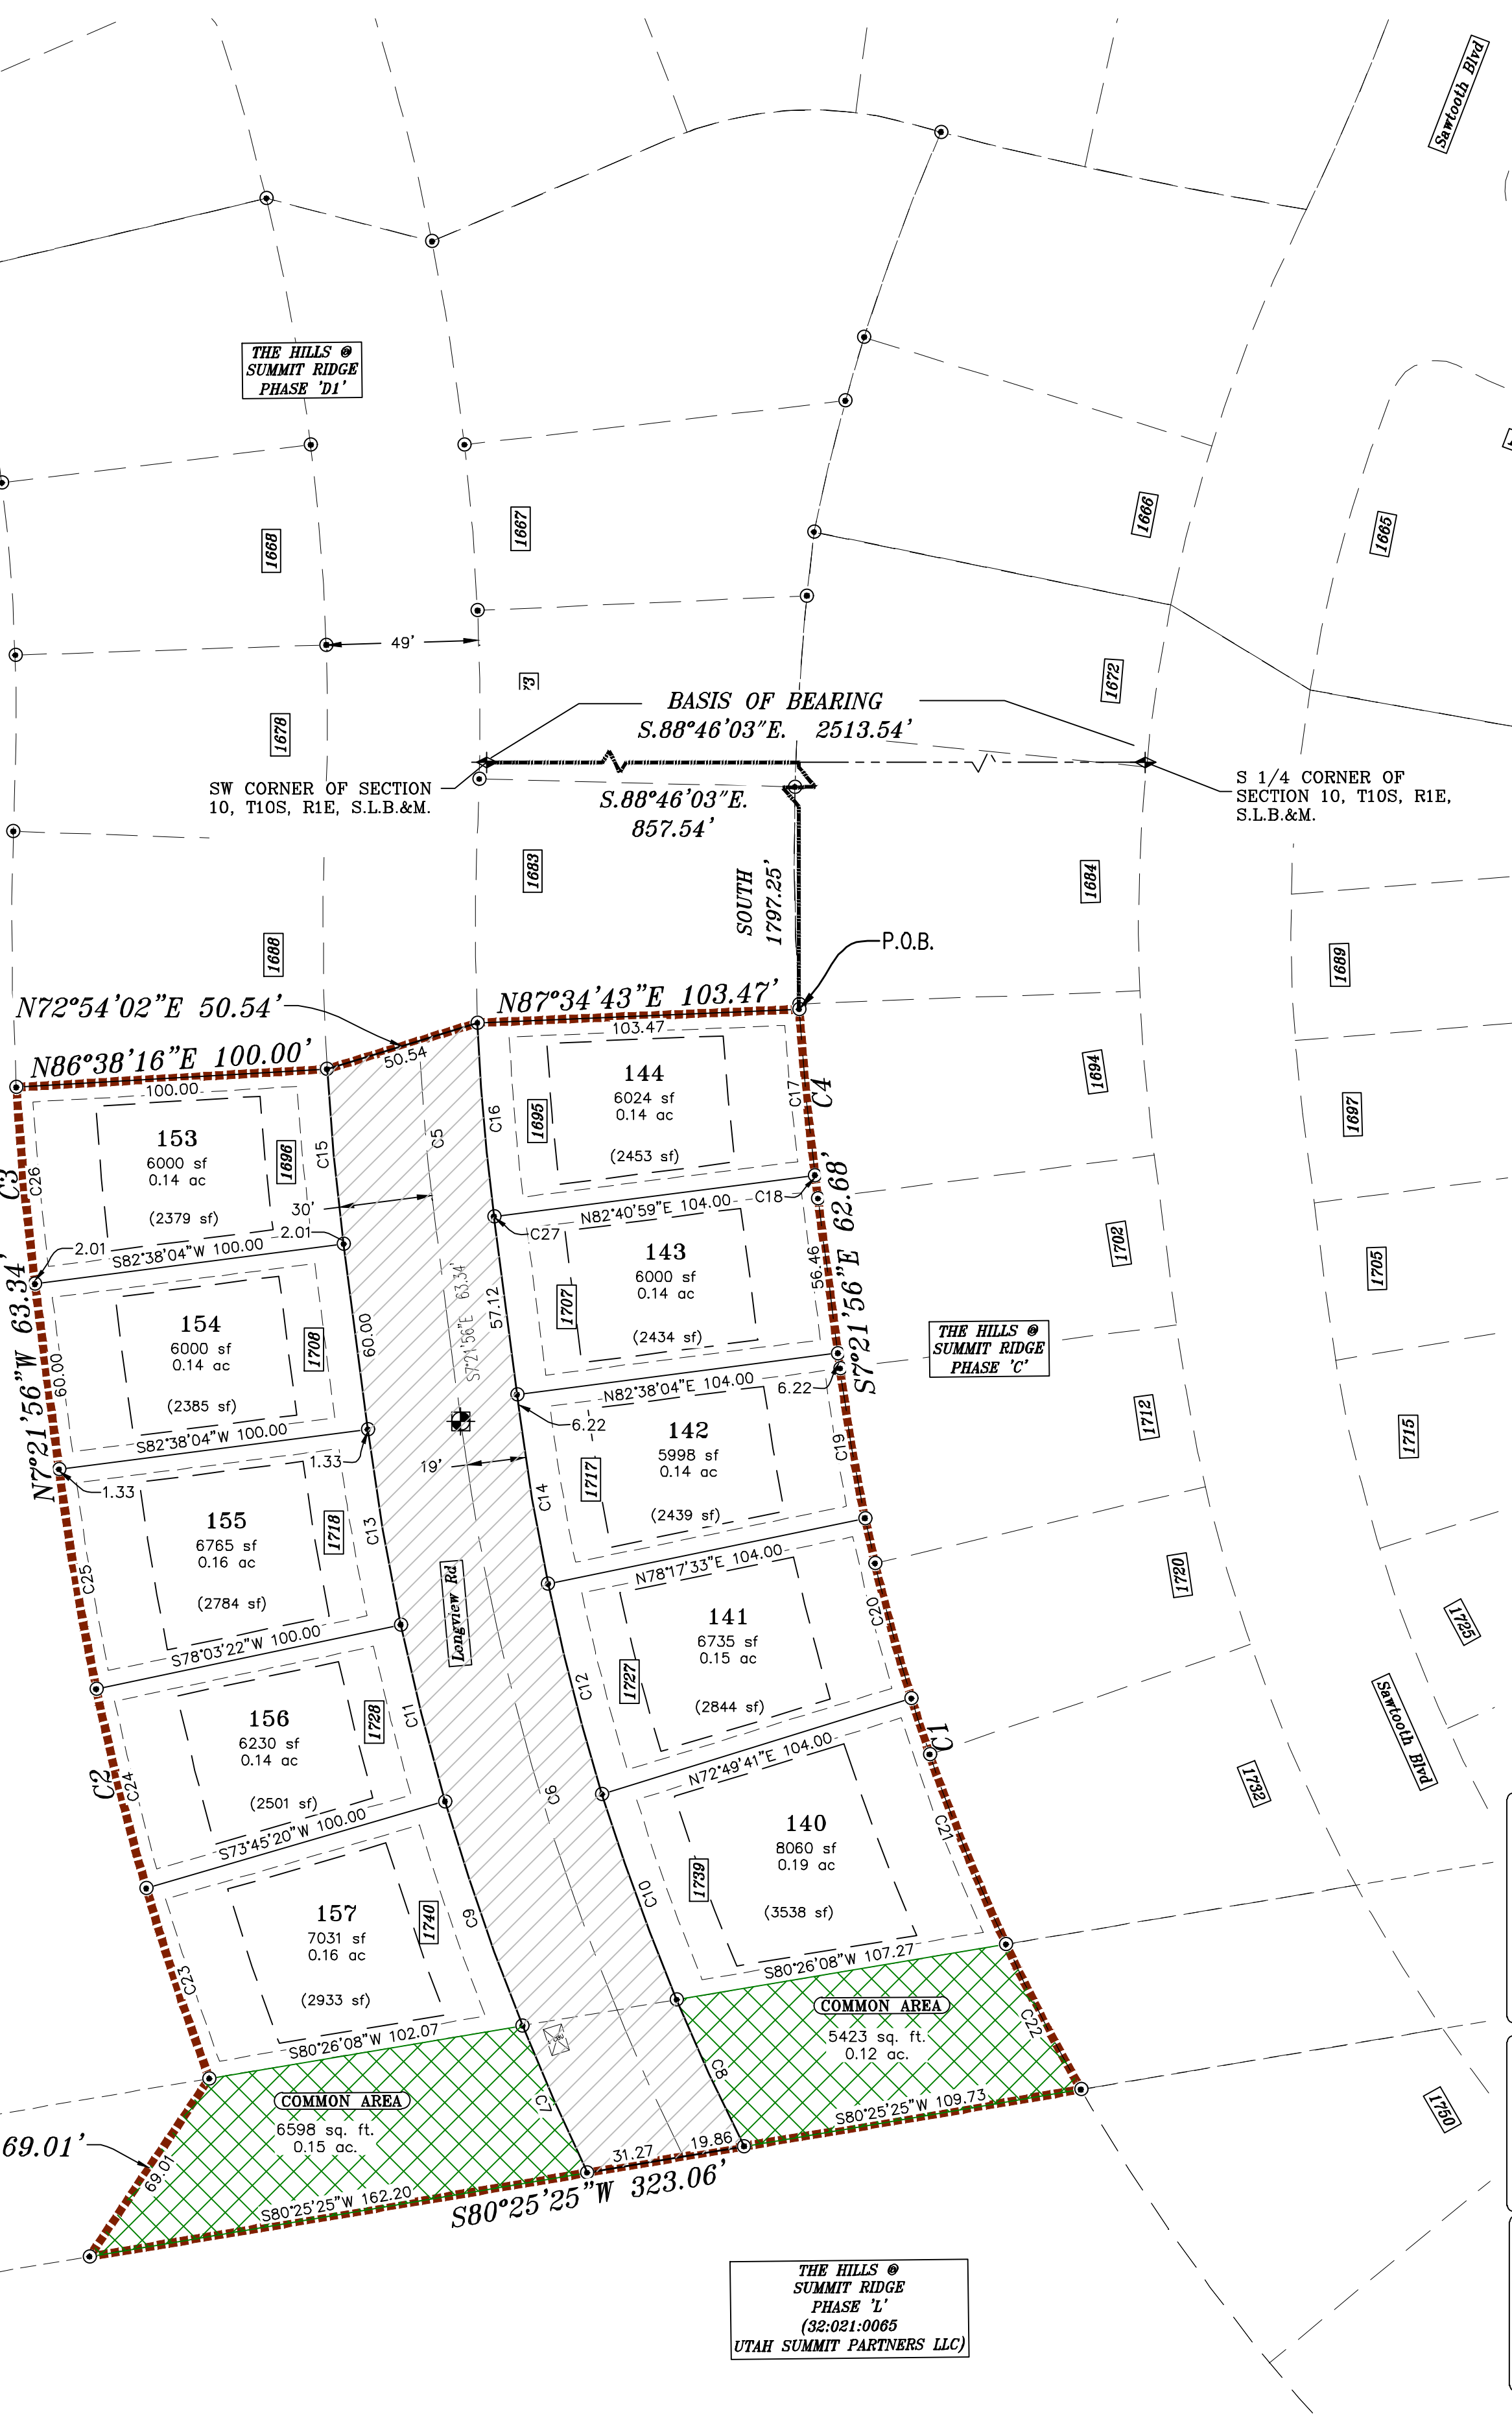 Sawtooth Blvd
THE HILLS @
SUMMIT RIDGE
PHASE 'D1'
1668
1667
1666
1665
49'
1678
1672
BASIS OF BEARING
S.88°46'03"E. 2513.54'
SW CORNER OF SECTION
10, T10S, R1E, S.L.B.&M.
S.88°46'03"E.
857.54'
S 1/4 CORNER OF
SECTION 10, T10S, R1E,
S.L.B.&M.
1683
SOUTH
1797.25'
1684
P.O.B.
1688
1689
N72°54'02"E 50.54'
N87°34'43"E 103.47'
103.47
N86°38'16"E 100.00'
50.54
100.00
144
6024 sf
0.14 ac
(2453 sf)
1695
C16
C17
C4
C5
1694
1697
153
6000 sf
0.14 ac
(2379 sf)
1696
C15
C26
C3
30'
2.01
2.01
S82°38'04"W 100.00
N82°40'59"E 104.00
C18
C27
143
6000 sf
0.14 ac
(2434 sf)
1707
57.12
56.46
S7°21'56"E 62.68'
S7°21'56"E 63.34'
1702
1705
N7°21'56"W 63.34'
154
6000 sf
0.14 ac
(2385 sf)
1708
60.00
60.00
THE HILLS @
SUMMIT RIDGE
PHASE 'C'
N82°38'04"E 104.00
6.22
6.22
S82°38'04"W 100.00
1.33
1.33
19'
142
5998 sf
0.14 ac
(2439 sf)
1717
C14
C19
1712
1715
155
6765 sf
0.16 ac
(2784 sf)
1718
C13
C25
Longview Rd
N78°17'33"E 104.00
S78°03'22"W 100.00
141
6735 sf
0.15 ac
(2844 sf)
1727
C12
C20
1720
1725
156
6230 sf
0.14 ac
(2501 sf)
1728
C11
C24
C2
C6
C1
N72°49'41"E 104.00
S73°45'20"W 100.00
Sawtooth Blvd
1732
140
8060 sf
0.19 ac
(3538 sf)
1739
C10
C21
157
7031 sf
0.16 ac
(2933 sf)
1740
C9
C23
S80°26'08"W 107.27
COMMON AREA
5423 sq. ft.
0.12 ac.
C22
C8
S80°26'08"W 102.07
COMMON AREA
6598 sq. ft.
0.15 ac.
C7
69.01'
69.01
S80°25'25"W 109.73
1750
31.27
19.86
S80°25'25"W 162.20
S80°25'25"W 323.06'
THE HILLS @
SUMMIT RIDGE
PHASE 'L'
(32:021:0065
UTAH SUMMIT PARTNERS LLC)